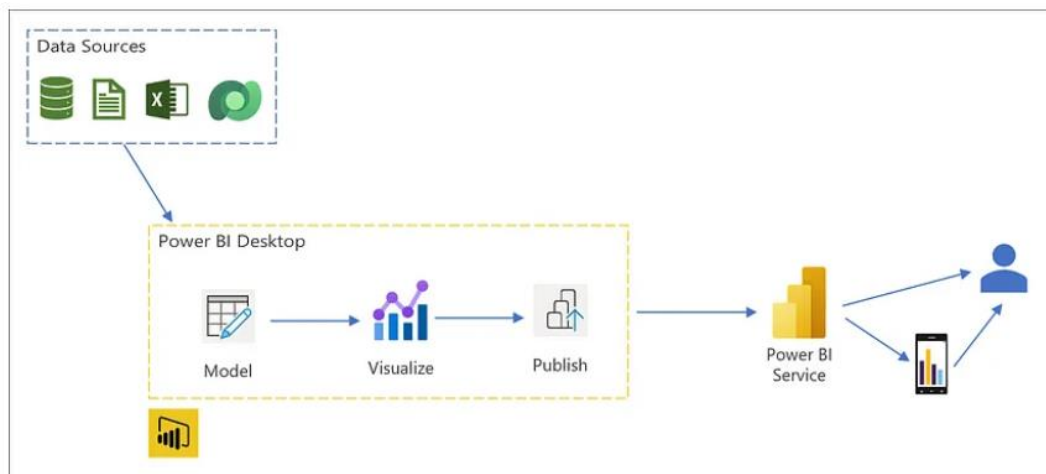 Data Sources
X
Power BI Desktop
Model
Visualize
Publish
Power BI
Service